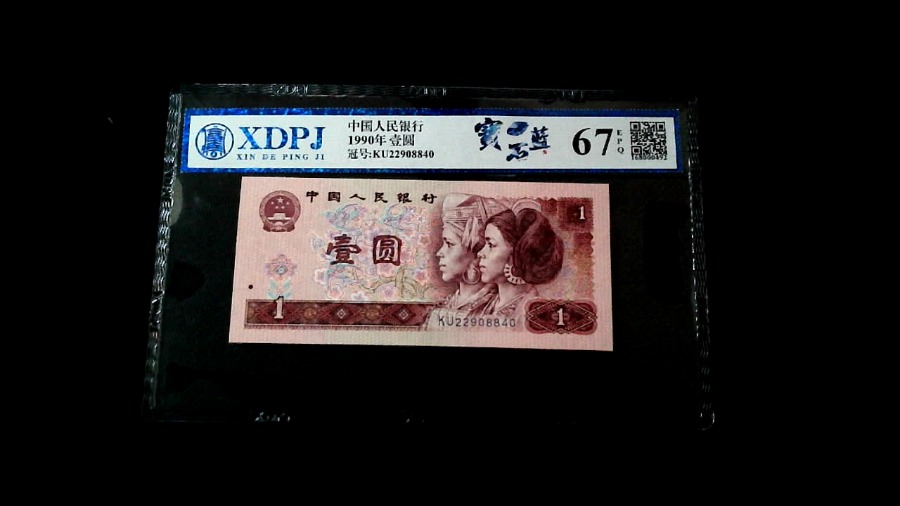 XDPJ
XIN DE PING JI
中国人民银行
1990年 壹圆
冠号:KU22908840
寶石蓝
67
EPQ
中国人民银行
壹圆
1
1
1
KU22908840